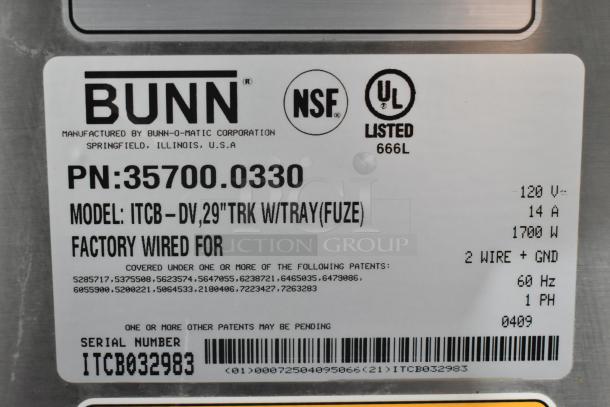 BUNN®
NSF®
UL
LISTED
666L
MANUFACTURED BY BUNN-O-MATIC CORPORATION
SPRINGFIELD, ILLINOIS, U.S.A
PN:35700.0330
MODEL: ITCB-DV,29"TRK W/TRAY(FUZE)
FACTORY WIRED FOR
120 V~
14 A
1700 W
2 WIRE + GND
60 Hz
1 PH
0409
COVERED UNDER ONE OR MORE OF THE FOLLOWING PATENTS:
5285717,5375508,5623574,5647055,6238721,6465035,6479086,
6055900,5200221,5064533,2180406,7223427,7263283
ONE OR MORE OTHER PATENTS MAY BE PENDING
SERIAL NUMBER
ITCB032983
(01)00072504095066(21)ITCB032983
AUCTION GROUP